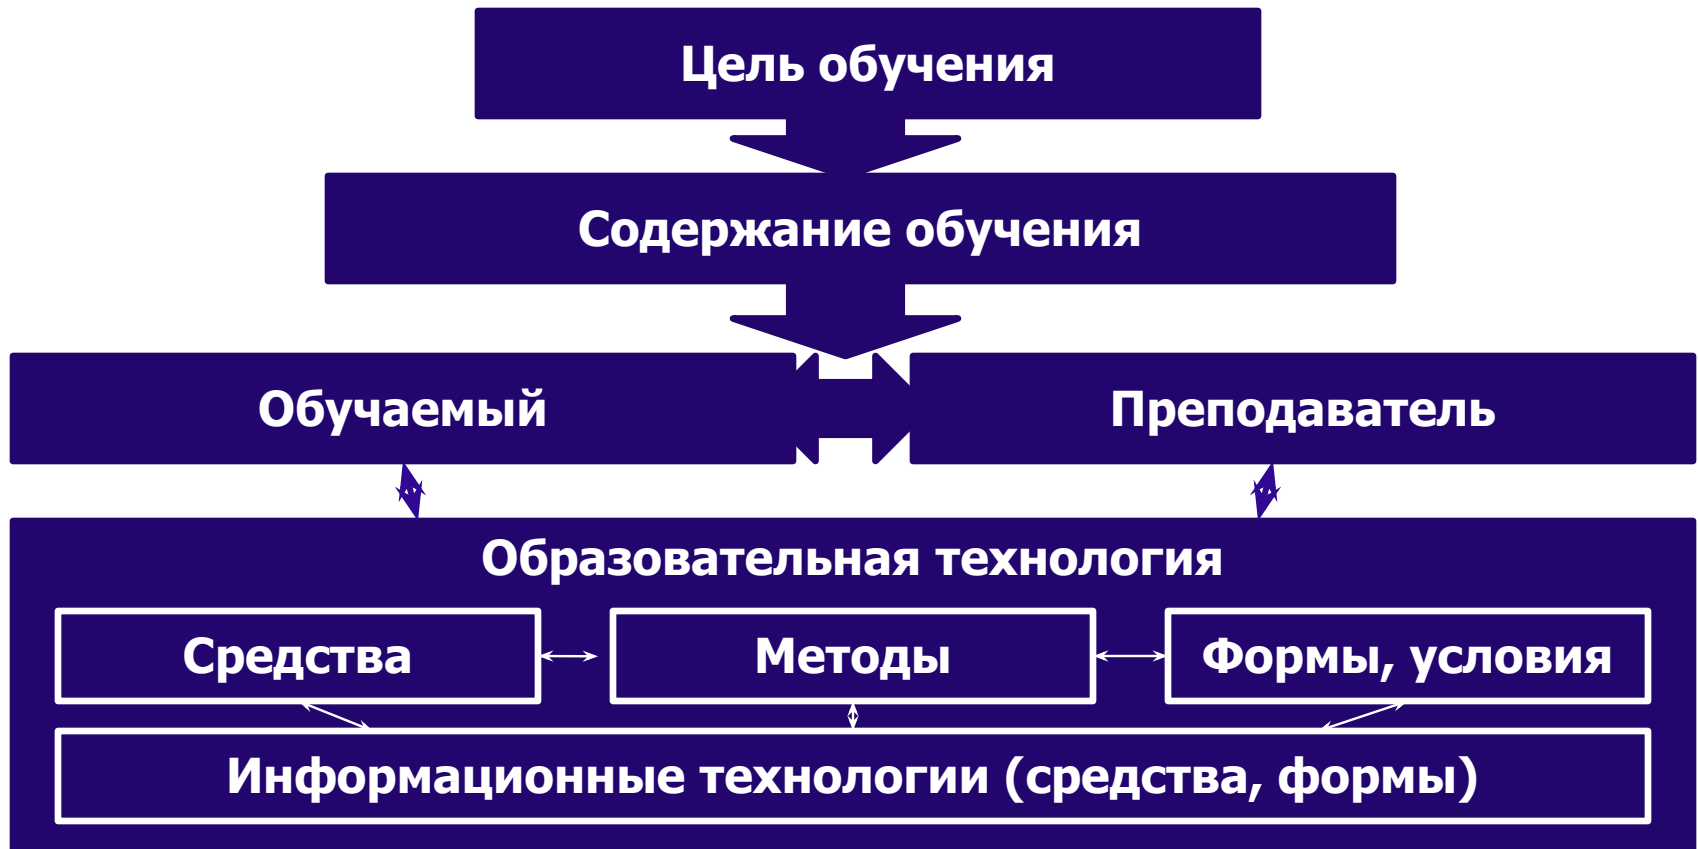 Цель обучения
Содержание обучения
Обучаемый
Преподаватель
Образовательная технология
Средства
Методы
Формы, условия
Информационные технологии (средства, формы)